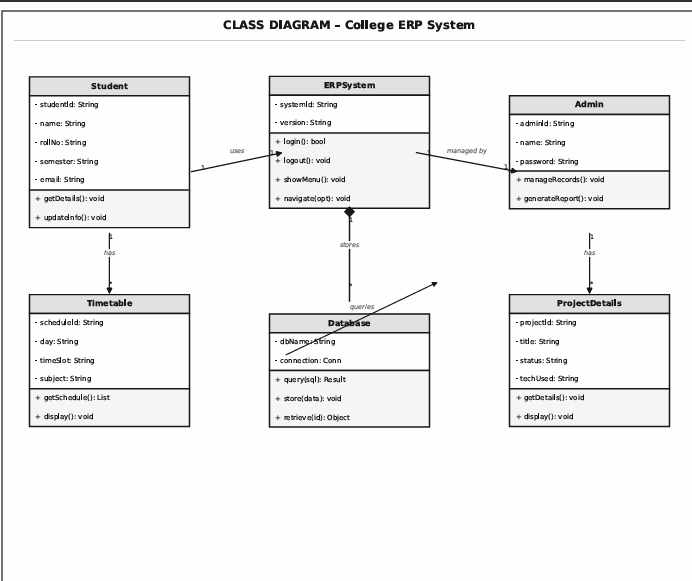 CLASS DIAGRAM – College ERP System
Student
- studentId: String
- name: String
- rollNo: String
- semester: String
- email: String
+ getDetails(): void
+ updateInfo(): void
uses
1
1
ERPSystem
- systemId: String
- version: String
+ login(): bool
+ logout(): void
+ showMenu(): void
+ navigate(opt): void
managed by
1
1
Admin
- adminId: String
- name: String
- password: String
+ manageRecords(): void
+ generateReport(): void
1
has
*
1
stores
*
queries
1
has
*
Timetable
- scheduleId: String
- day: String
- timeSlot: String
- subject: String
+ getSchedule(): List
+ display(): void
Database
- dbName: String
- connection: Conn
+ query(sql): Result
+ store(data): void
+ retrieve(id): Object
ProjectDetails
- projectId: String
- title: String
- status: String
- techUsed: String
+ getDetails(): void
+ display(): void